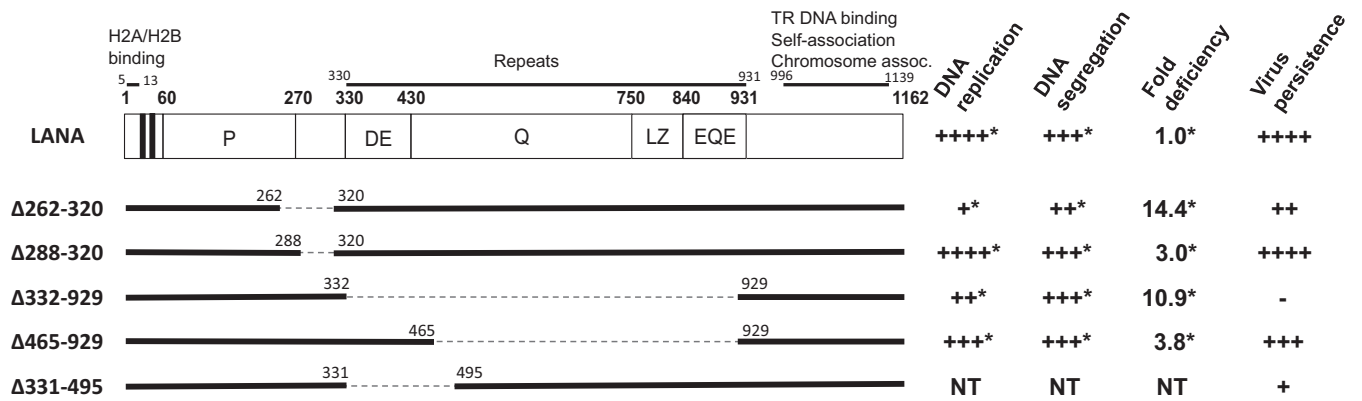 TR DNA binding
H2A/H2B Self-association
binding Repeats Chromosome assoc.
DNA replication
DNA segregation
Fold deficiency
Virus persistence
5 13 330 931 996 1139
1 60 270 330 430 750 840 931 1162
LANA P DE Q LZ EQE ++++* +++* 1.0* ++++
262 320
Δ262-320 +* ++* 14.4* ++
288 320
Δ288-320 ++++* +++* 3.0* ++++
332 929
Δ332-929 ++* +++* 10.9* -
465 929
Δ465-929 +++* +++* 3.8* +++
331 495
Δ331-495 NT NT NT +